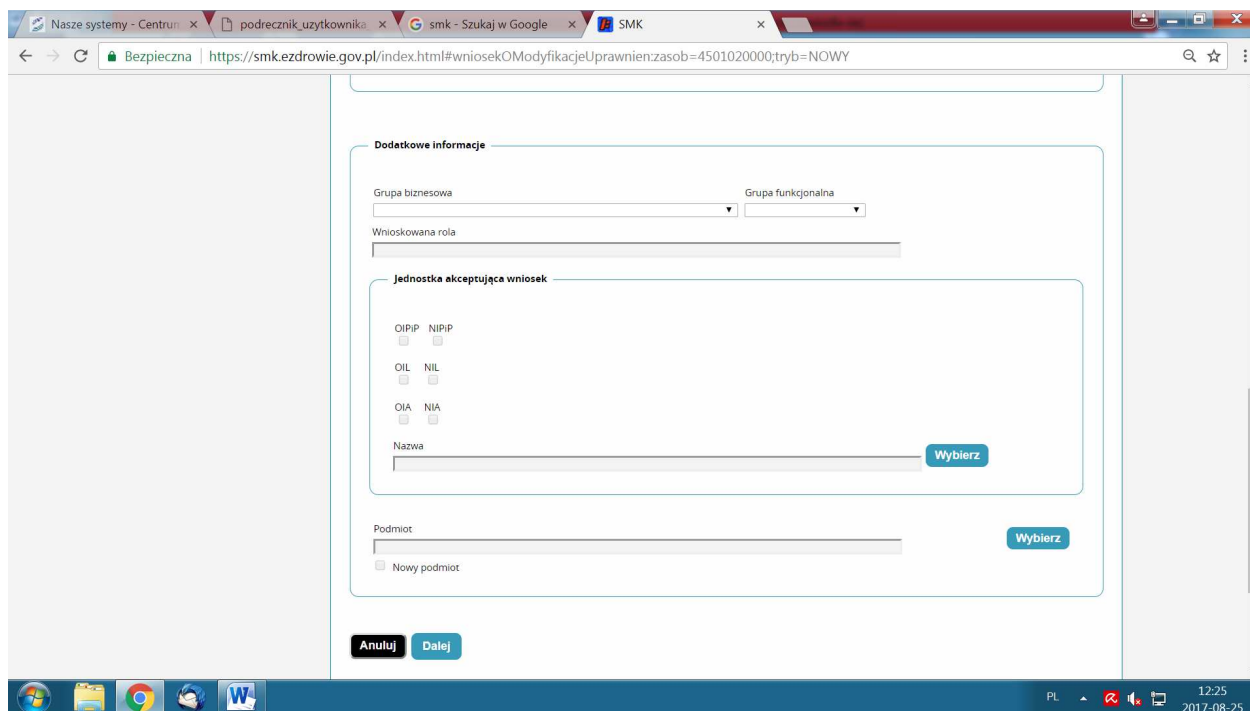 Nasze systemy - Centrum
podrecznik_uzytkownika
smk - Szukaj w Google
SMK
Bezpieczna
https://smk.ezdrowie.gov.pl/index.html#wniosekOModyfikacjeUprawnien:zasob=4501020000;tryb=NOWY
Dodatkowe informacje
Grupa biznesowa Grupa funkcjonalna
Wnioskowana rola
Jednostka akceptująca wniosek
OIPiP NIPiP
OIL NIL
OIA NIA
Nazwa
Wybierz
Podmiot
Wybierz
Nowy podmiot
Anuluj Dalej
PL 12:25
2017-08-25